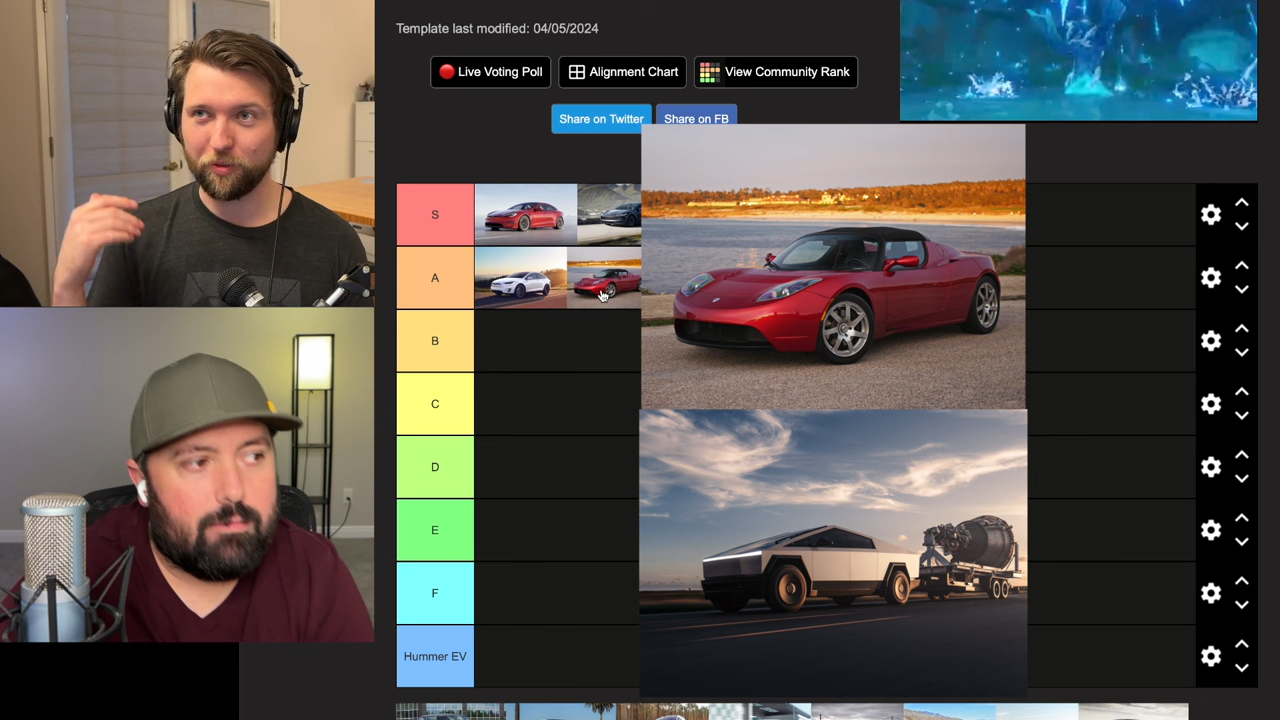 Template last modified: 04/05/2024
Live Voting Poll
Alignment Chart
View Community Rank
Share on Twitter
Share on FB
S
A
B
C
D
E
F
Hummer EV